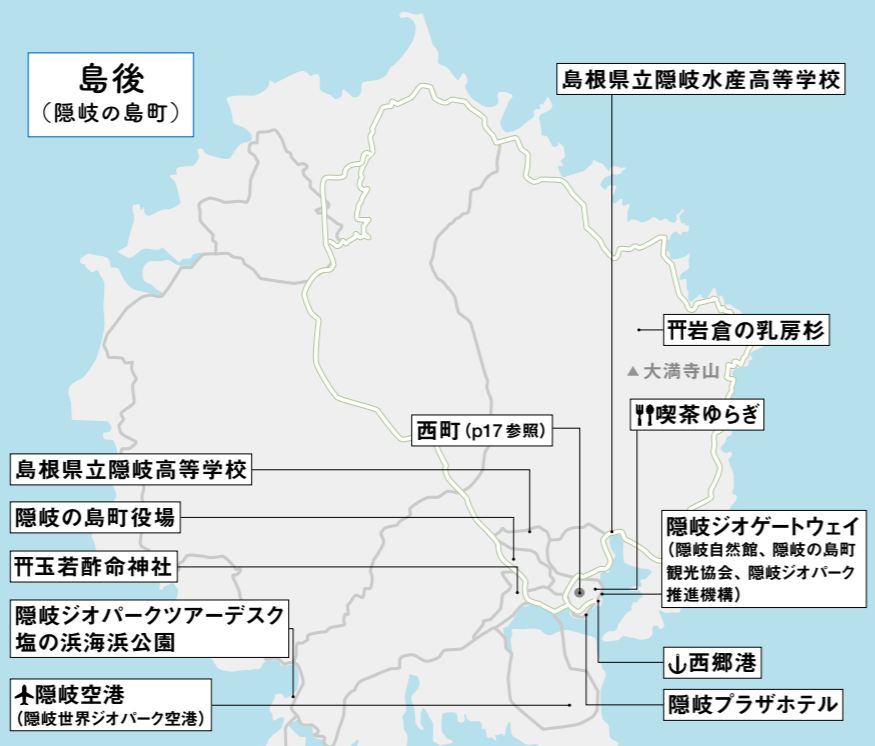 島後
（隠岐の島町）
島根県立隠岐水産高等学校
岩倉の乳房杉
▲大満寺山
喫茶ゆらぎ
西町（p17参照）
島根県立隠岐高等学校
隠岐の島町役場
玉若酢命神社
隠岐ジオパークツアーデスク
塩の浜海浜公園
隠岐空港
（隠岐世界ジオパーク空港）
隠岐ジオゲートウェイ
（隠岐自然館、隠岐の島町
観光協会、隠岐ジオパーク
推進機構）
西郷港
隠岐プラザホテル